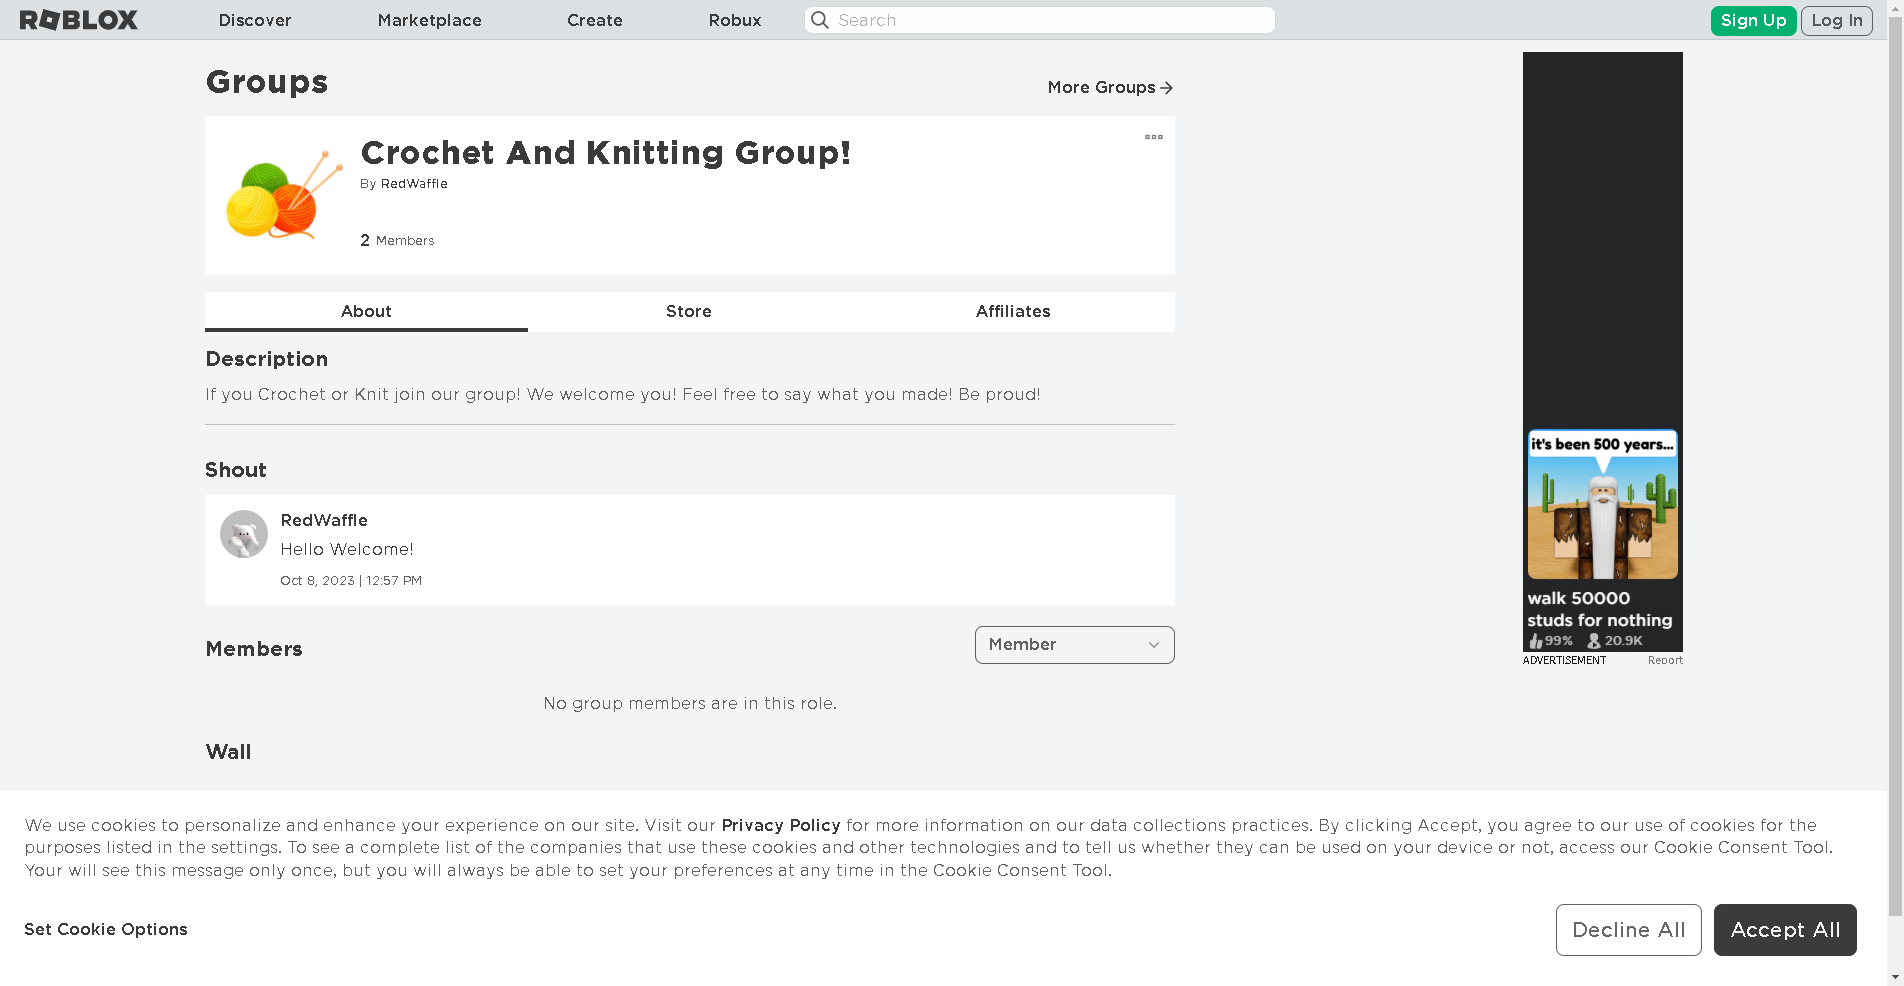 ROBLOX
Discover
Marketplace
Create
Robux
Search
Sign Up
Log In
Groups
More Groups
Crochet And Knitting Group!
By RedWaffle
2 Members
About
Store
Affiliates
Description
If you Crochet or Knit join our group! We welcome you! Feel free to say what you made! Be proud!
Shout
RedWaffle
Hello Welcome!
Oct 8, 2023 | 12:57 PM
Members
Member
No group members are in this role.
Wall
it's been 500 years...
walk 50000
studs for nothing
99% 20.9K
ADVERTISEMENT
Report
We use cookies to personalize and enhance your experience on our site. Visit our Privacy Policy for more information on our data collections practices. By clicking Accept, you agree to our use of cookies for the
purposes listed in the settings. To see a complete list of the companies that use these cookies and other technologies and to tell us whether they can be used on your device or not, access our Cookie Consent Tool.
Your will see this message only once, but you will always be able to set your preferences at any time in the Cookie Consent Tool.
Set Cookie Options
Decline All
Accept All